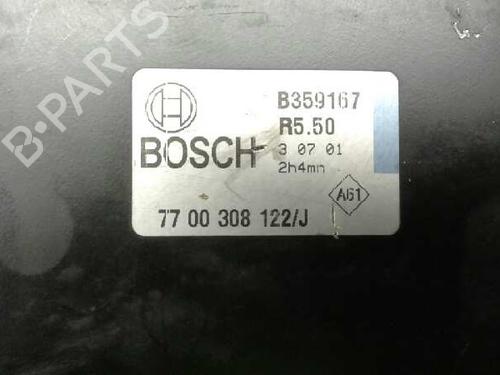 B359167
R5.50
BOSCH
3 07 01
2h4mn
A61
77 00 308 122/J
B-PARTS